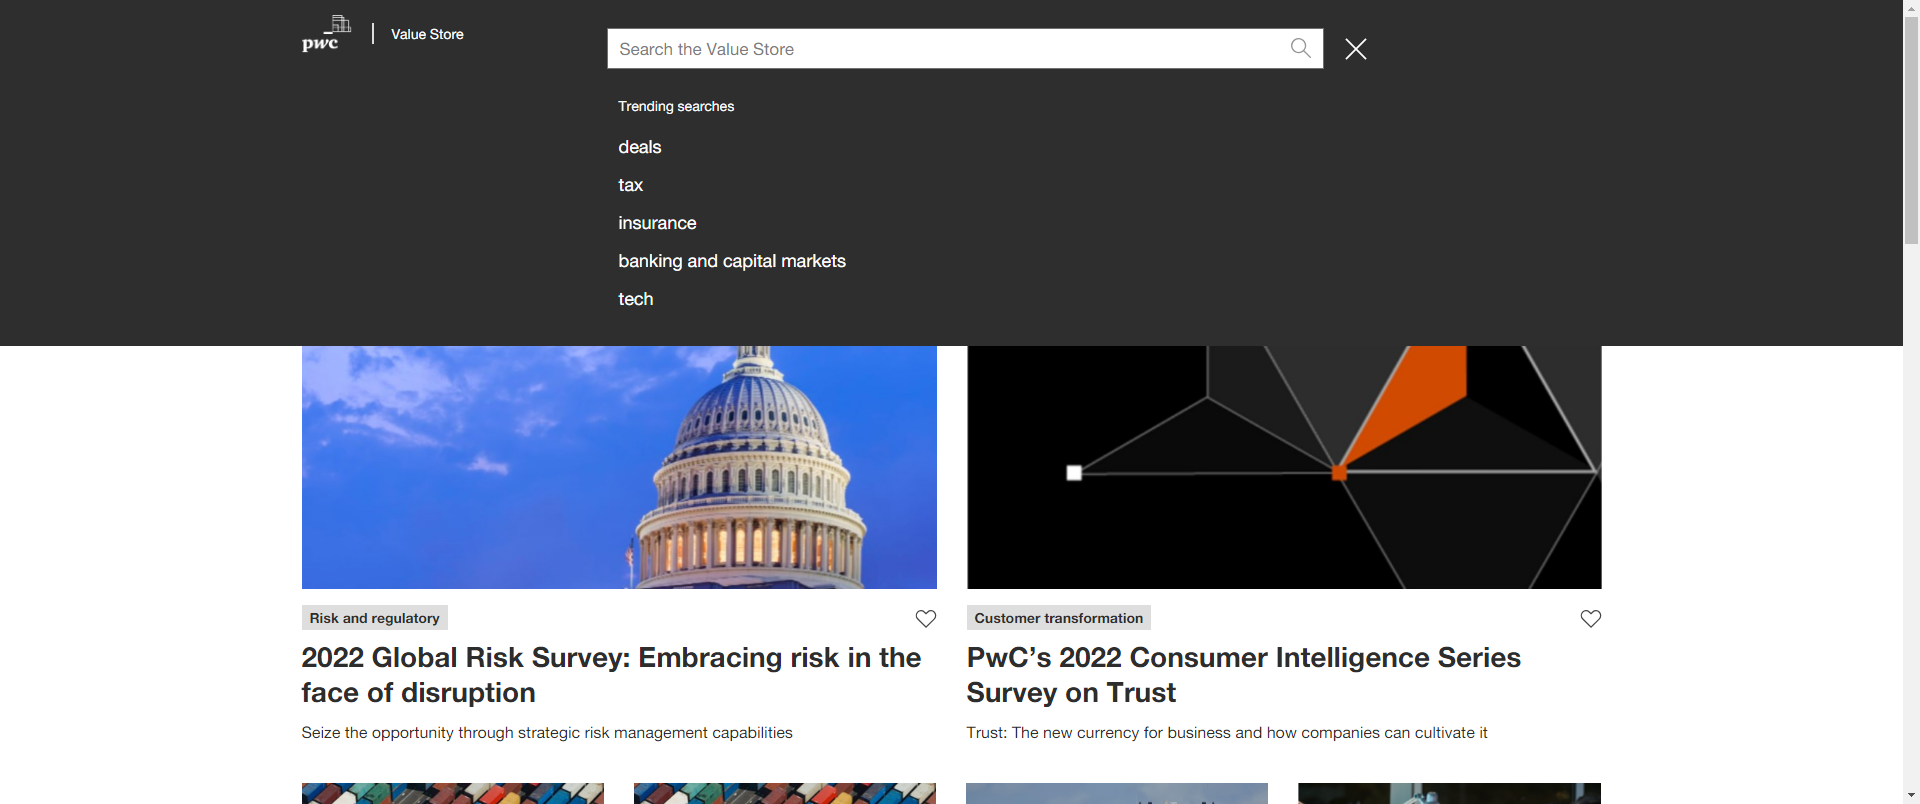 pwc
Value Store
Search the Value Store
Trending searches
deals
tax
insurance
banking and capital markets
tech
Risk and regulatory
2022 Global Risk Survey: Embracing risk in the
face of disruption
Seize the opportunity through strategic risk management capabilities
Customer transformation
PwC’s 2022 Consumer Intelligence Series
Survey on Trust
Trust: The new currency for business and how companies can cultivate it